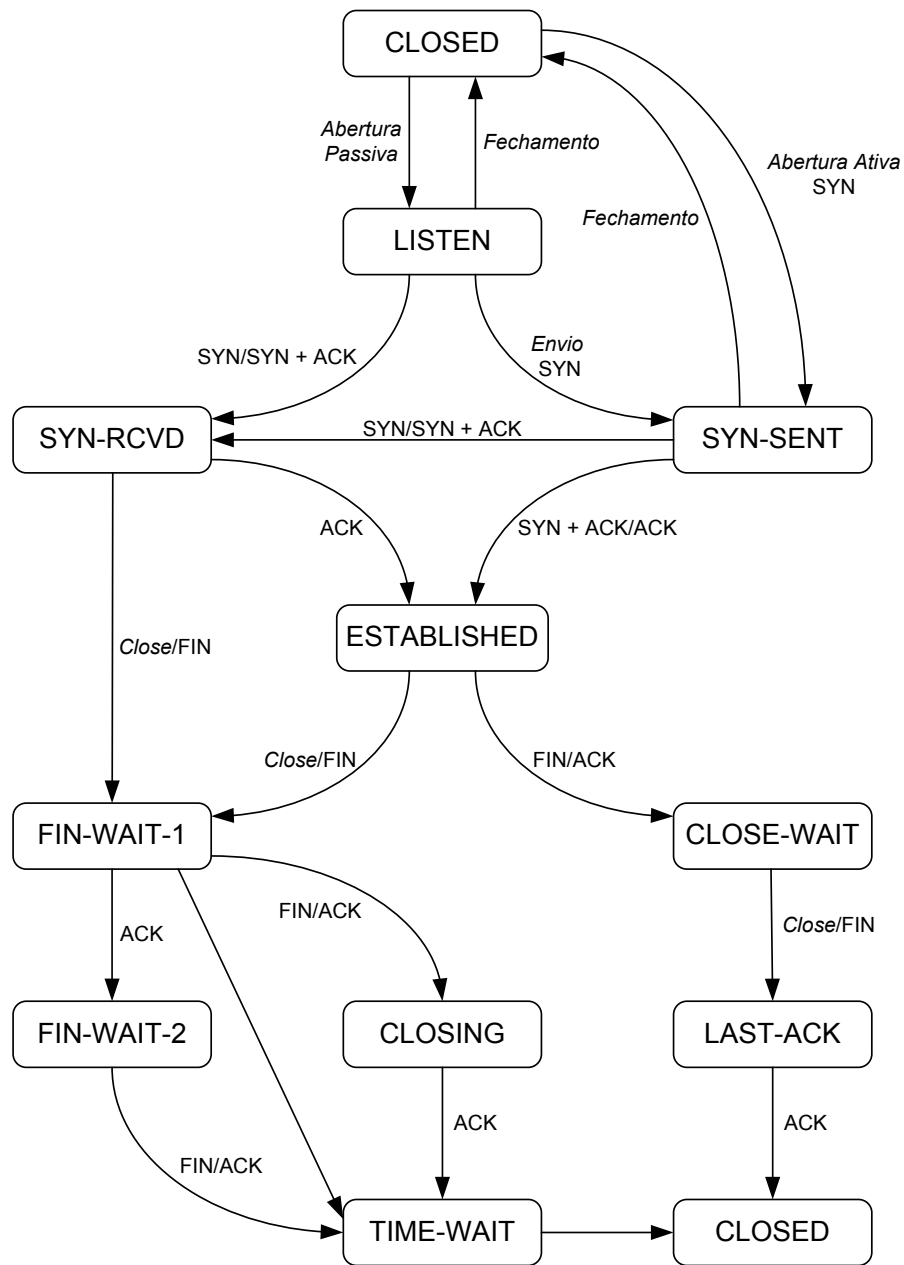 CLOSED
Abertura
Passiva
Fechamento
Abertura Ativa
SYN
Fechamento
LISTEN
SYN/SYN + ACK
Envio
SYN
SYN-RCVD
SYN/SYN + ACK
SYN-SENT
ACK
SYN + ACK/ACK
ESTABLISHED
Close/FIN
Close/FIN
FIN/ACK
FIN-WAIT-1
CLOSE-WAIT
FIN/ACK
ACK
Close/FIN
FIN-WAIT-2
CLOSING
LAST-ACK
FIN/ACK
ACK
ACK
TIME-WAIT
CLOSED